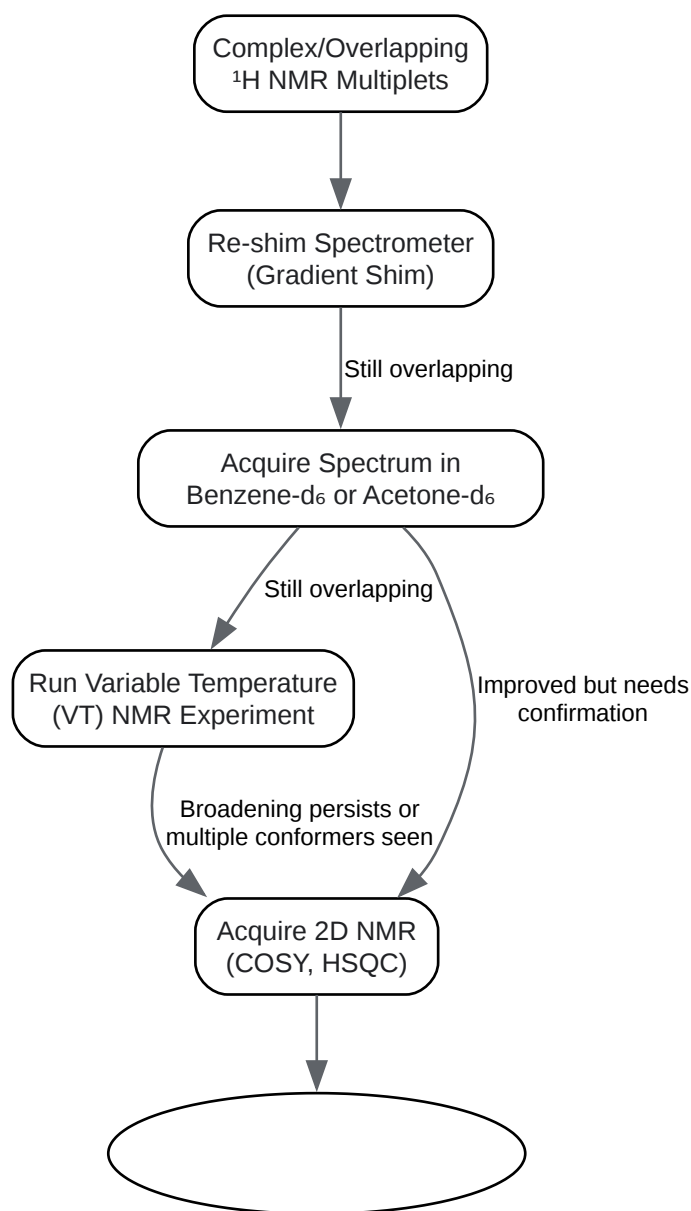 Complex/Overlapping
¹H NMR Multiplets
Re-shim Spectrometer
(Gradient Shim)
Still overlapping
Acquire Spectrum in
Benzene-d₆ or Acetone-d₆
Still overlapping
Improved but needs
confirmation
Run Variable Temperature
(VT) NMR Experiment
Broadening persists or
multiple conformers seen
Acquire 2D NMR
(COSY, HSQC)